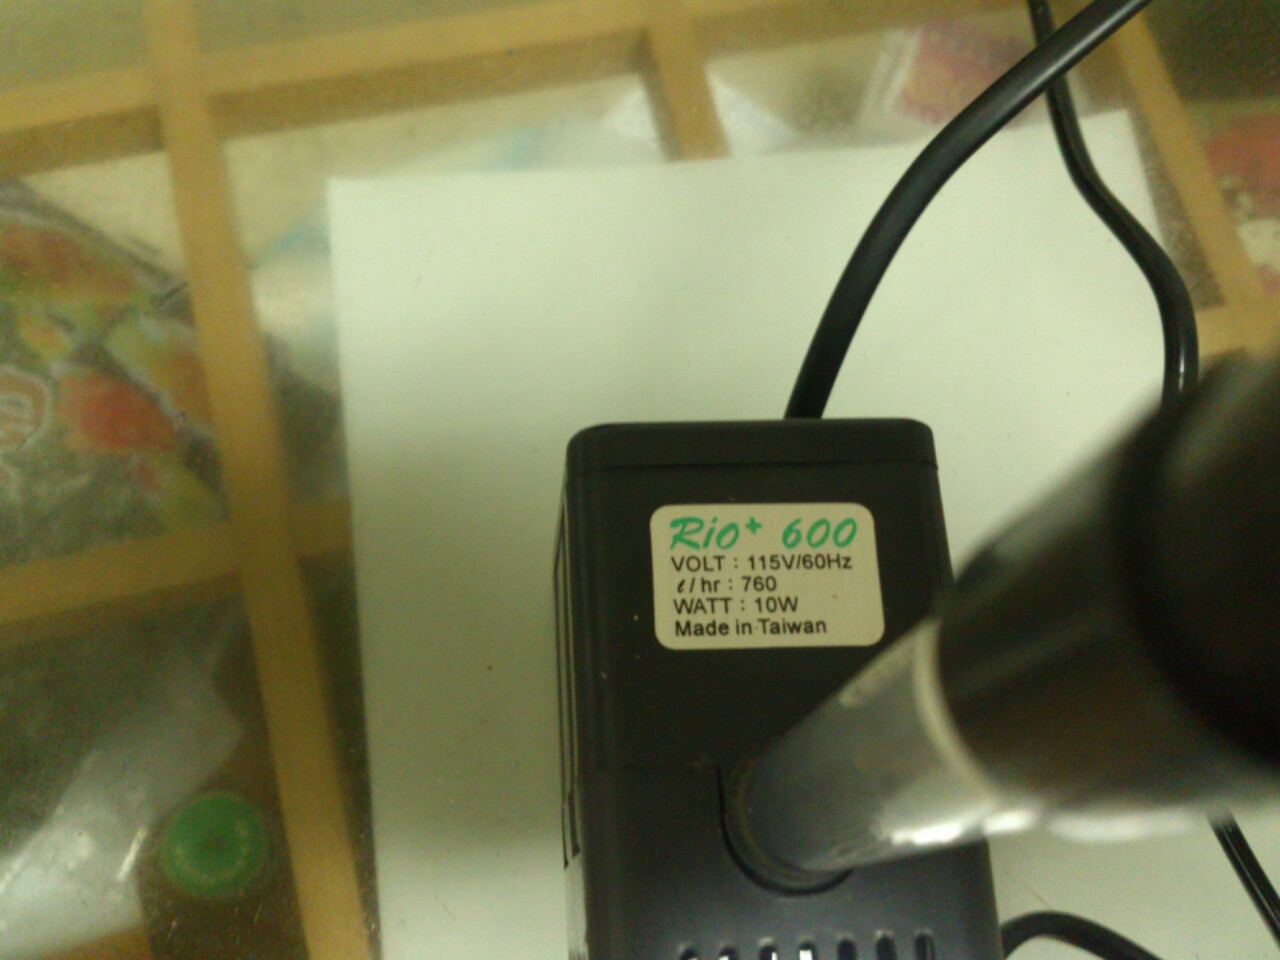 Rio+ 600
VOLT : 115V/60Hz
ℓ/hr : 760
WATT : 10W
Made in Taiwan